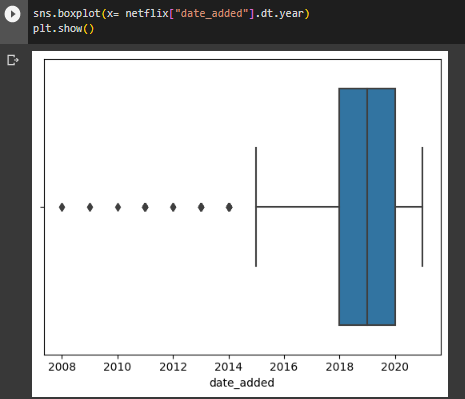 sns.boxplot(x= netflix["date_added"].dt.year)
plt.show()
2008 2010 2012 2014 2016 2018 2020
date_added